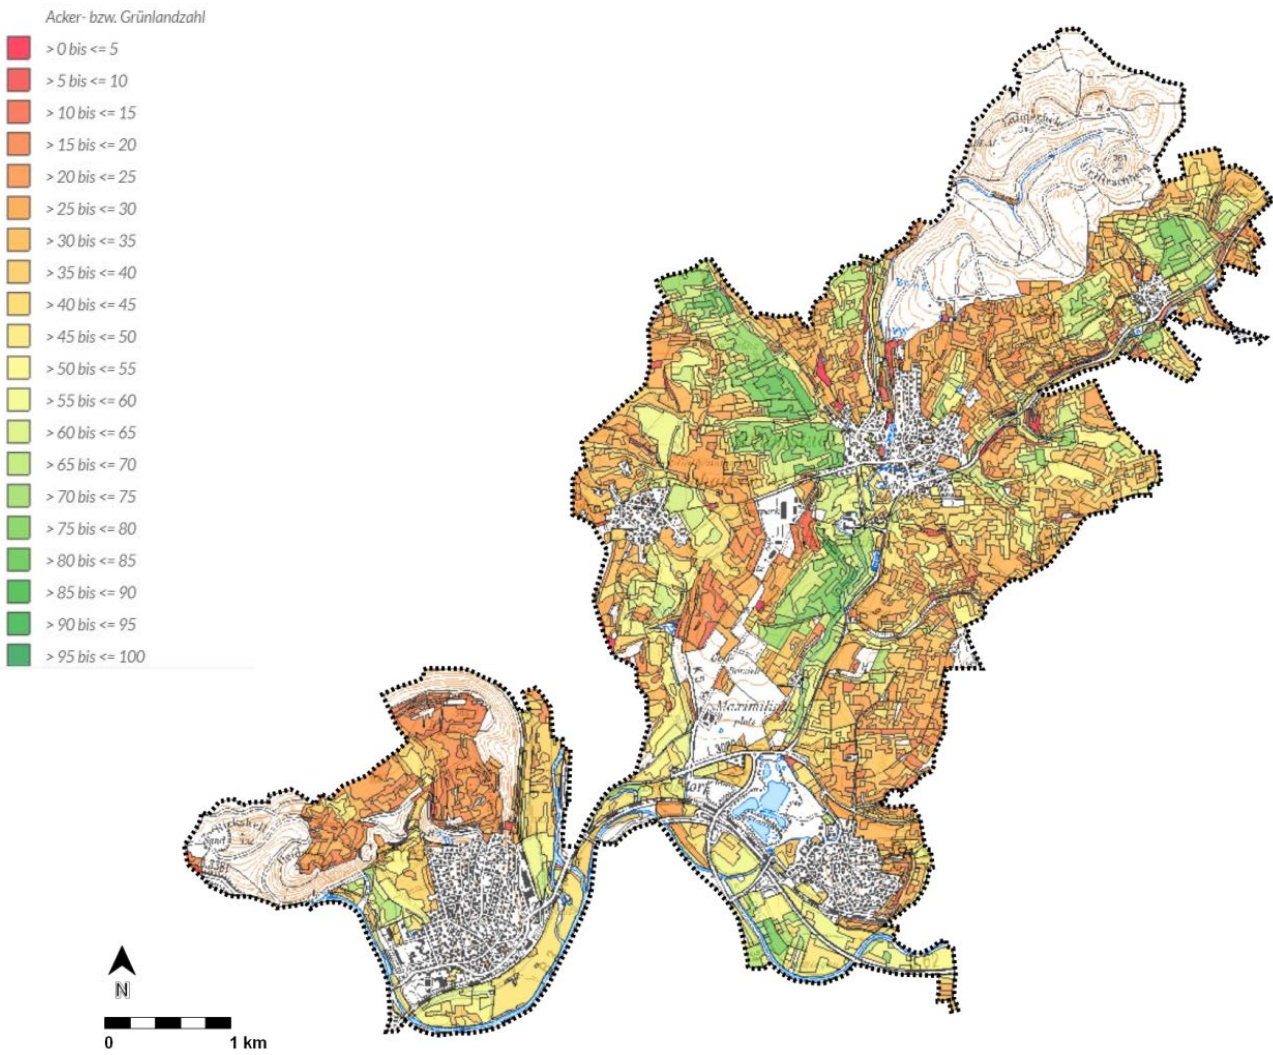 Acker- bzw. Grünlandzahl
> 0 bis <= 5
> 5 bis <= 10
> 10 bis <= 15
> 15 bis <= 20
> 20 bis <= 25
> 25 bis <= 30
> 30 bis <= 35
> 35 bis <= 40
> 40 bis <= 45
> 45 bis <= 50
> 50 bis <= 55
> 55 bis <= 60
> 60 bis <= 65
> 65 bis <= 70
> 70 bis <= 75
> 75 bis <= 80
> 80 bis <= 85
> 85 bis <= 90
> 90 bis <= 95
> 95 bis <= 100
361
Maximilians
platz
N
0 1 km